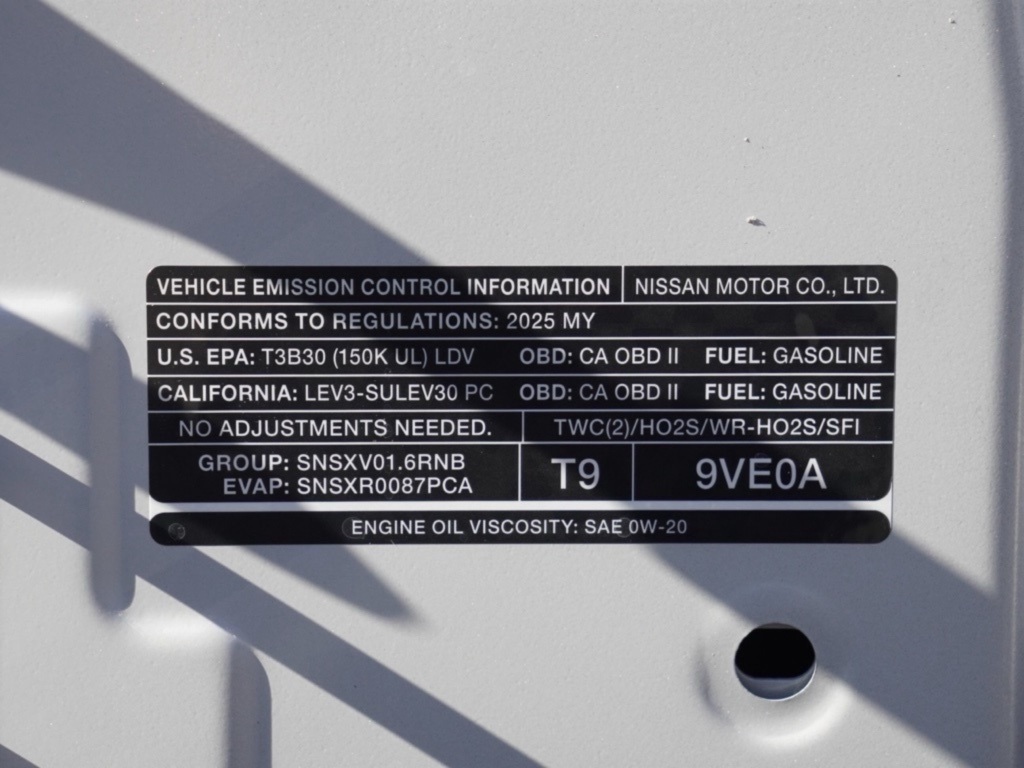 VEHICLE EMISSION CONTROL INFORMATION NISSAN MOTOR CO., LTD.
CONFORMS TO REGULATIONS: 2025 MY
U.S. EPA: T3B30 (150K UL) LDV OBD: CA OBD II FUEL: GASOLINE
CALIFORNIA: LEV3-SULEV30 PC OBD: CA OBD II FUEL: GASOLINE
NO ADJUSTMENTS NEEDED. TWC(2)/HO2S/WR-HO2S/SFI
GROUP: SNSXV01.6RNB
EVAP: SNSXR0087PCA
T9 9VE0A
ENGINE OIL VISCOSITY: SAE 0W-20